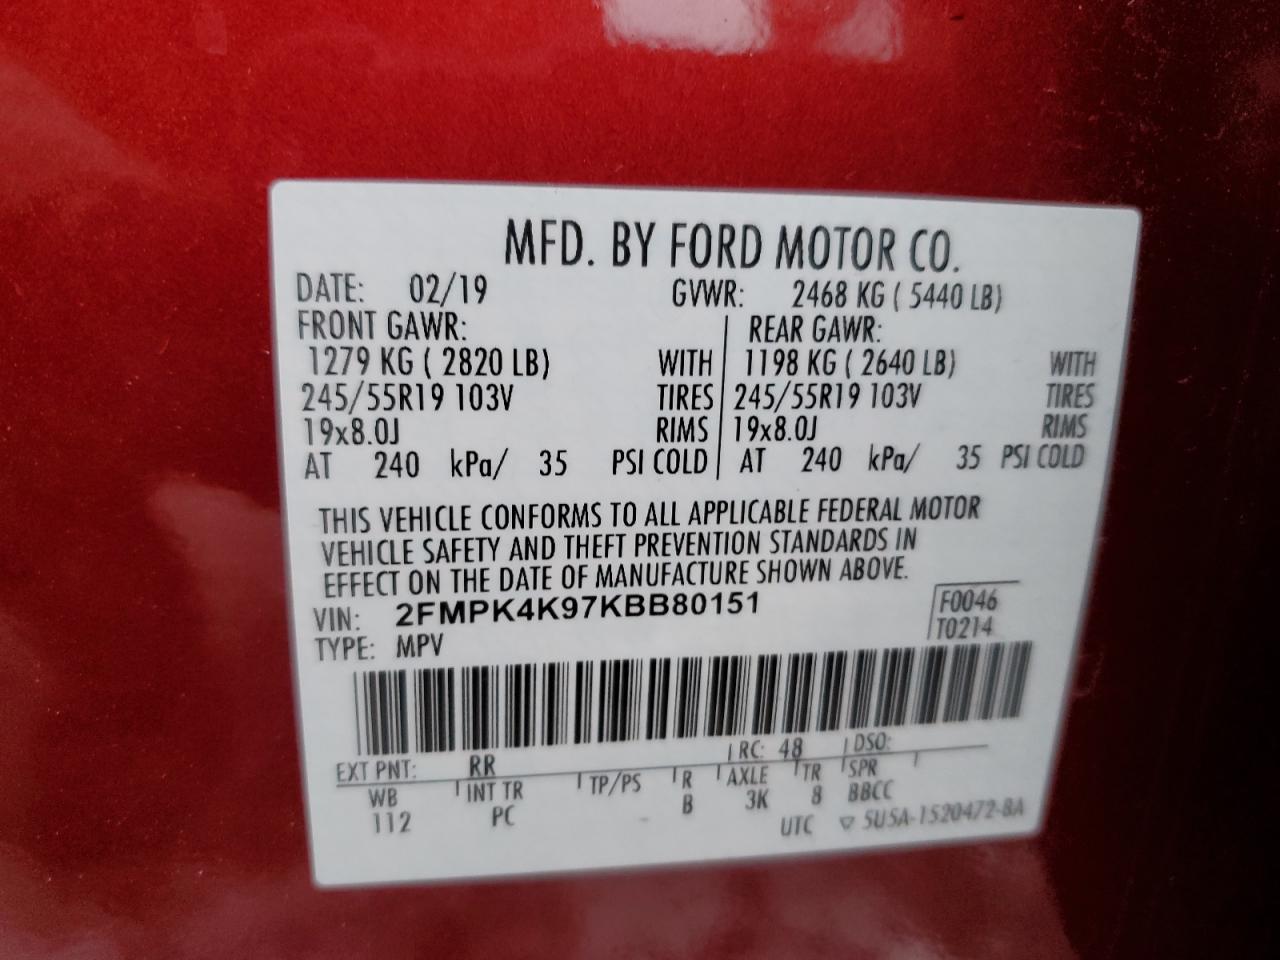 MFD. BY FORD MOTOR CO.
DATE: 02/19 GVWR: 2468 KG ( 5440 LB)
FRONT GAWR: REAR GAWR:
1279 KG ( 2820 LB) WITH 1198 KG ( 2640 LB) WITH
245/55R19 103V TIRES 245/55R19 103V TIRES
19x8.0J RIMS 19x8.0J RIMS
AT 240 kPa/ 35 PSI COLD AT 240 kPa/ 35 PSI COLD
THIS VEHICLE CONFORMS TO ALL APPLICABLE FEDERAL MOTOR
VEHICLE SAFETY AND THEFT PREVENTION STANDARDS IN
EFFECT ON THE DATE OF MANUFACTURE SHOWN ABOVE.
VIN: 2FMPK4K97KBB80151 F0046
TYPE: MPV T0214
EXT PNT: RR RC: 48 DSO:
WB INT TR TP/PS R AXLE TR SPR
112 PC B 3K 8 BBCC
UTC ▽ 5U5A-1520472-BA